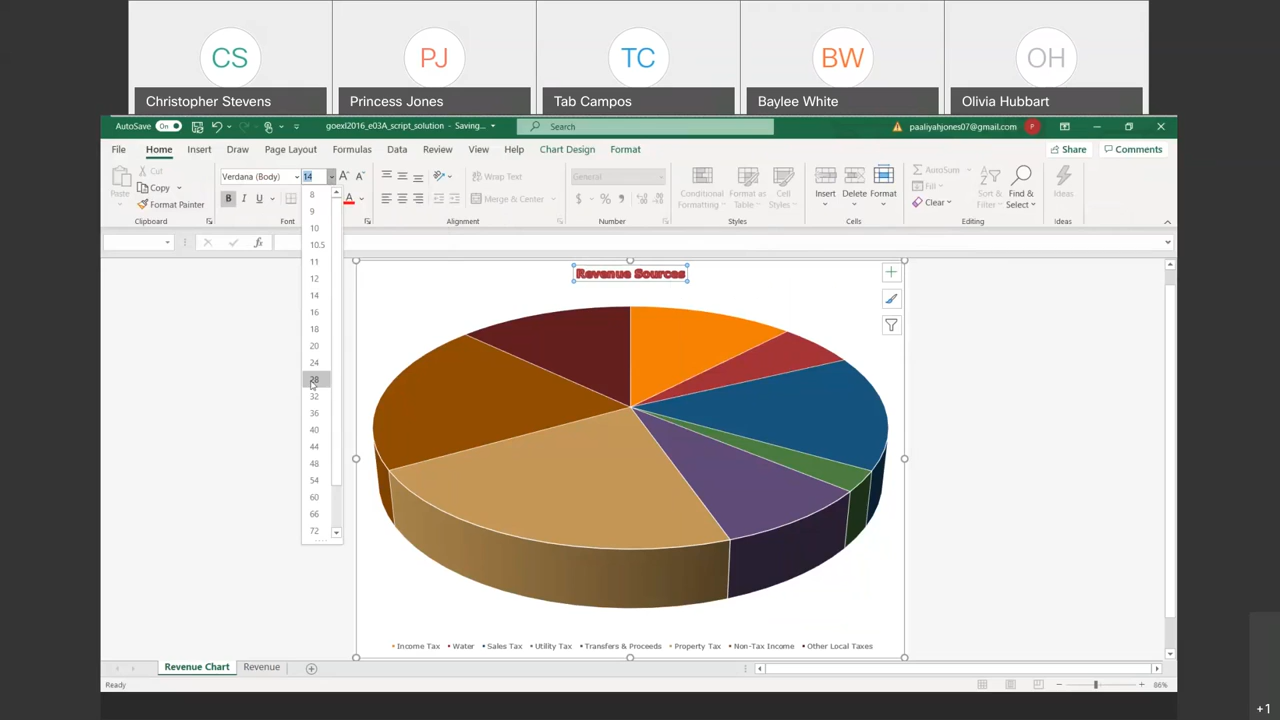 CS PJ TC BW OH
Christopher Stevens Princess Jones Tab Campos Baylee White Olivia Hubbart
AutoSave On goexl2016_e03A_script_solution - Saving... Search paaliyahjones07@gmail.com P
File Home Insert Draw Page Layout Formulas Data Review View Help Chart Design Format Share Comments
Cut
Copy
Format Painter
Paste
Clipboard
Verdana (Body) 14
B I U A
Font
Wrap Text
Merge & Center
Alignment
General
$ % ,
Number
Conditional Formatting
Format as Table
Cell Styles
Styles
Insert Delete Format
Cells
AutoSum
Fill
Clear
Sort & Filter
Find & Select
Editing
Ideas
Ideas
fx
8
9
10
10.5
11
12
14
16
18
20
24
28
32
36
40
44
48
54
60
66
72
Revenue Sources
Income Tax Water Sales Tax Utility Tax Transfers & Proceeds Property Tax Non-Tax Income Other Local Taxes
Revenue Chart Revenue
Ready 86%
+1